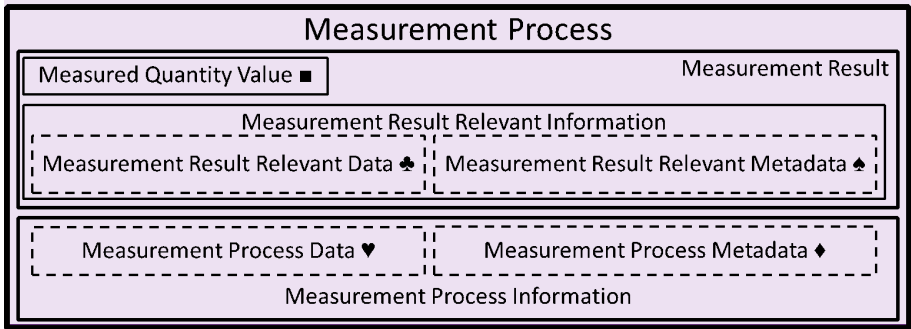 Measurement Process
Measured Quantity Value ■
Measurement Result
Measurement Result Relevant Information
Measurement Result Relevant Data ♣
Measurement Result Relevant Metadata ♠
Measurement Process Data ♥
Measurement Process Metadata ♦
Measurement Process Information